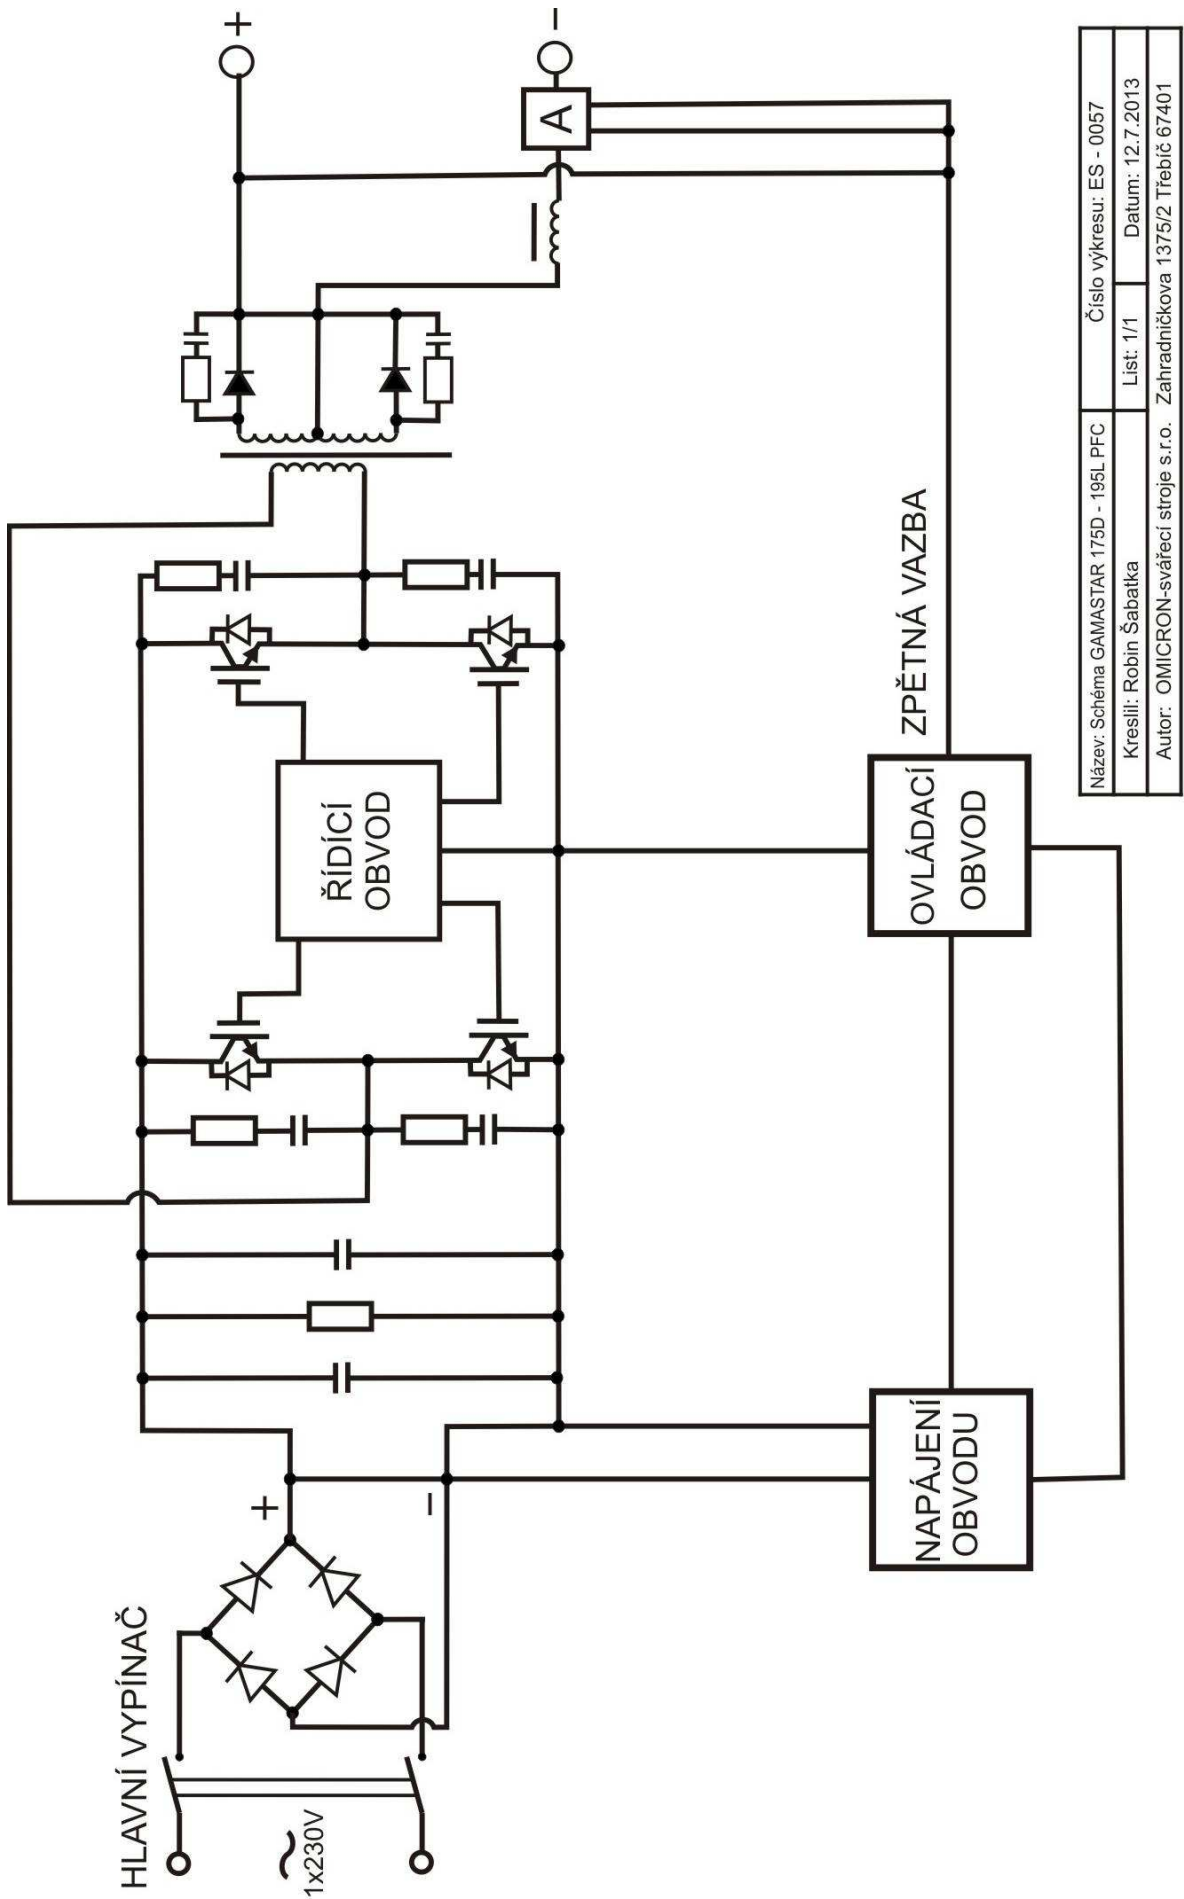 HLAVNÍ VYPÍNAČ
1x230V
+
−
ŘÍDÍCÍ
OBVOD
+
−
A
NAPÁJENÍ
OBVODU
OVLÁDACÍ
OBVOD
ZPĚTNÁ VAZBA
Název: Schéma GAMASTAR 175D - 195L PFC
Číslo výkresu: ES - 0057
Kreslil: Robin Šabatka
List: 1/1
Datum: 12.7.2013
Autor: OMICRON-svářecí stroje s.r.o. Zahradníčkova 1375/2 Třebíč 67401